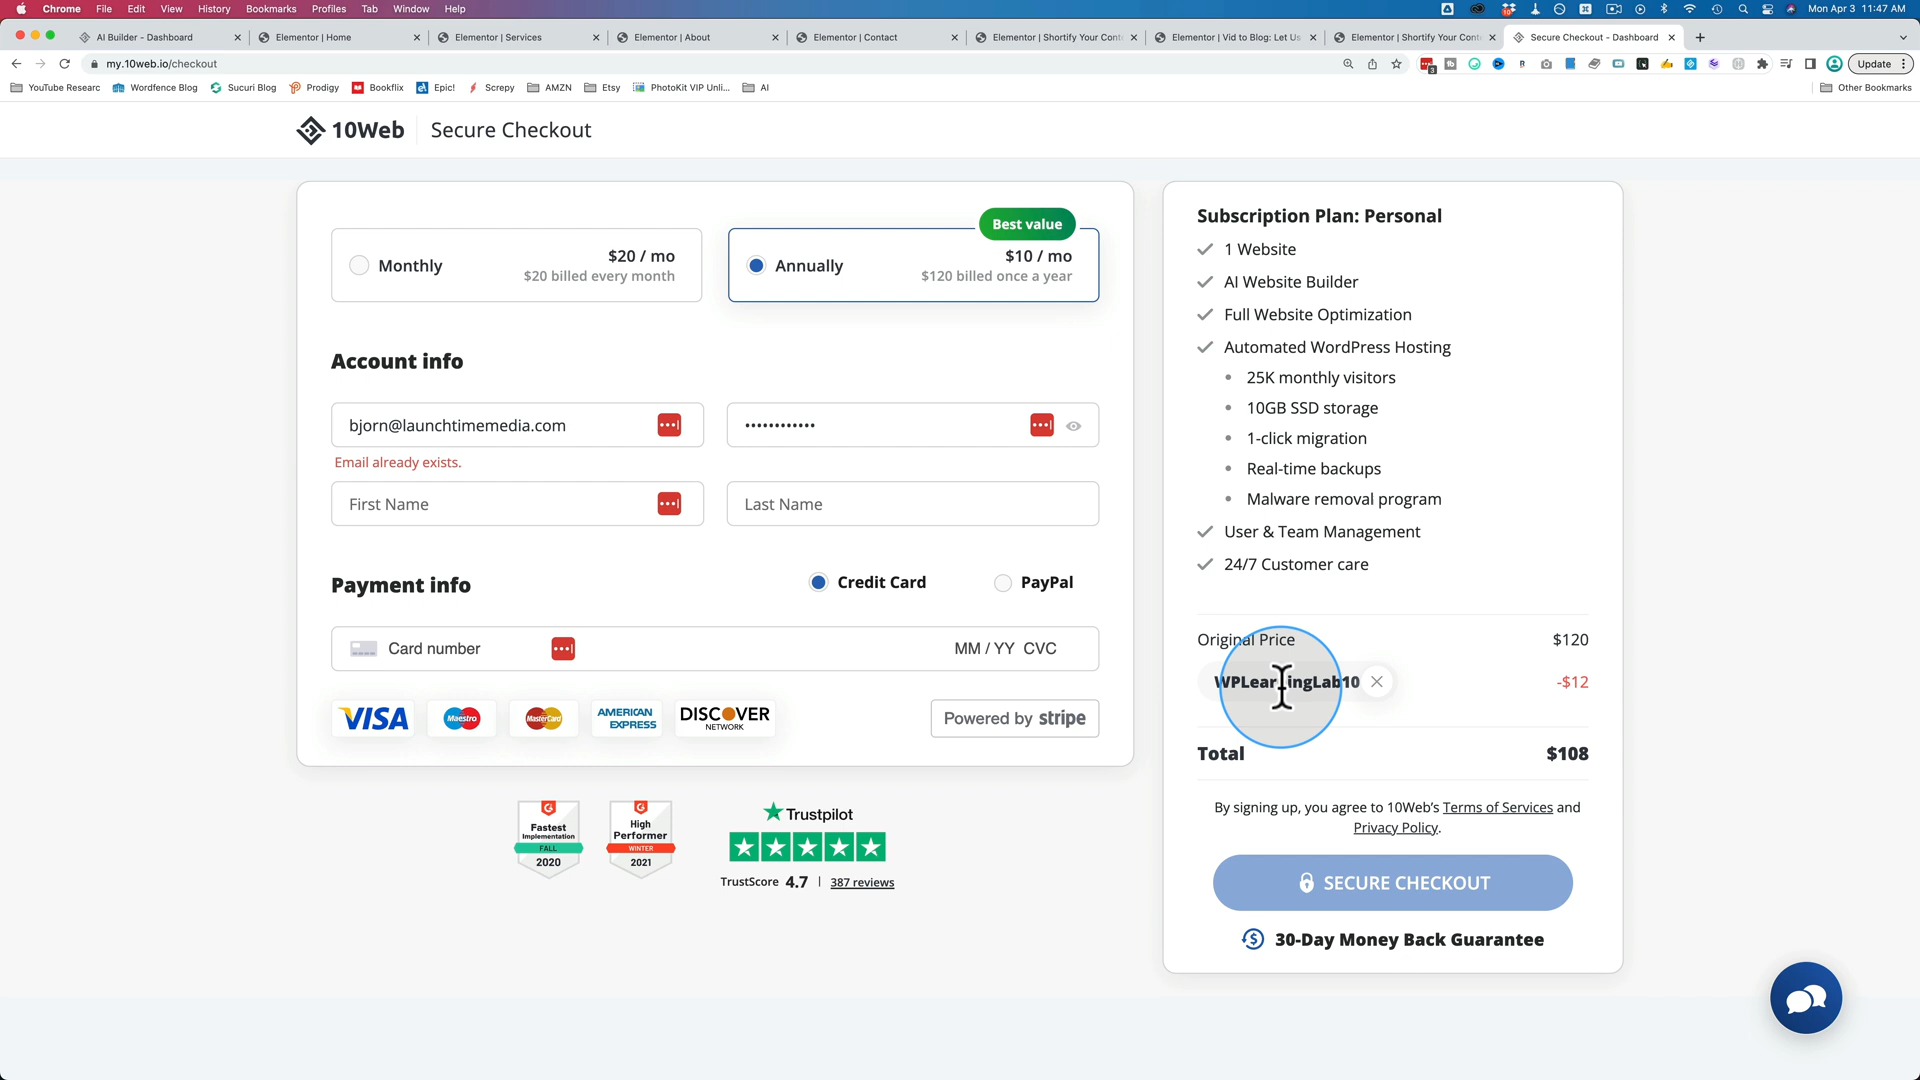 Chrome File Edit View History Bookmarks Profiles Tab Window Help
Mon Apr 3 11:47 AM
AI Builder - Dashboard
Elementor | Home
Elementor | Services
Elementor | About
Elementor | Contact
Elementor | Shortify Your Cont
Elementor | Vid to Blog: Let Us
Elementor | Shortify Your Cont
Secure Checkout - Dashboard
my.10web.io/checkout
Update
YouTube Researc
Wordfence Blog
Sucuri Blog
Prodigy
Bookflix
Epic!
Screpy
AMZN
Etsy
PhotoKit VIP Unli...
AI
Other Bookmarks
10Web
Secure Checkout
Best value
Monthly
$20 / mo
$20 billed every month
Annually
$10 / mo
$120 billed once a year
Account info
bjorn@launchtimemedia.com
••••••••••••
Email already exists.
First Name
Last Name
Payment info
Credit Card
PayPal
Card number
MM / YY CVC
VISA
Maestro
MasterCard
AMERICAN EXPRESS
DISCOVER
NETWORK
Powered by stripe
Fastest
Implementation
FALL
2020
High
Performer
WINTER
2021
Trustpilot
TrustScore 4.7 | 387 reviews
Subscription Plan: Personal
1 Website
AI Website Builder
Full Website Optimization
Automated WordPress Hosting
• 25K monthly visitors
• 10GB SSD storage
• 1-click migration
• Real-time backups
• Malware removal program
User & Team Management
24/7 Customer care
Original Price $120
WPLearningLab10 -$12
Total $108
By signing up, you agree to 10Web's Terms of Services and
Privacy Policy.
SECURE CHECKOUT
30-Day Money Back Guarantee